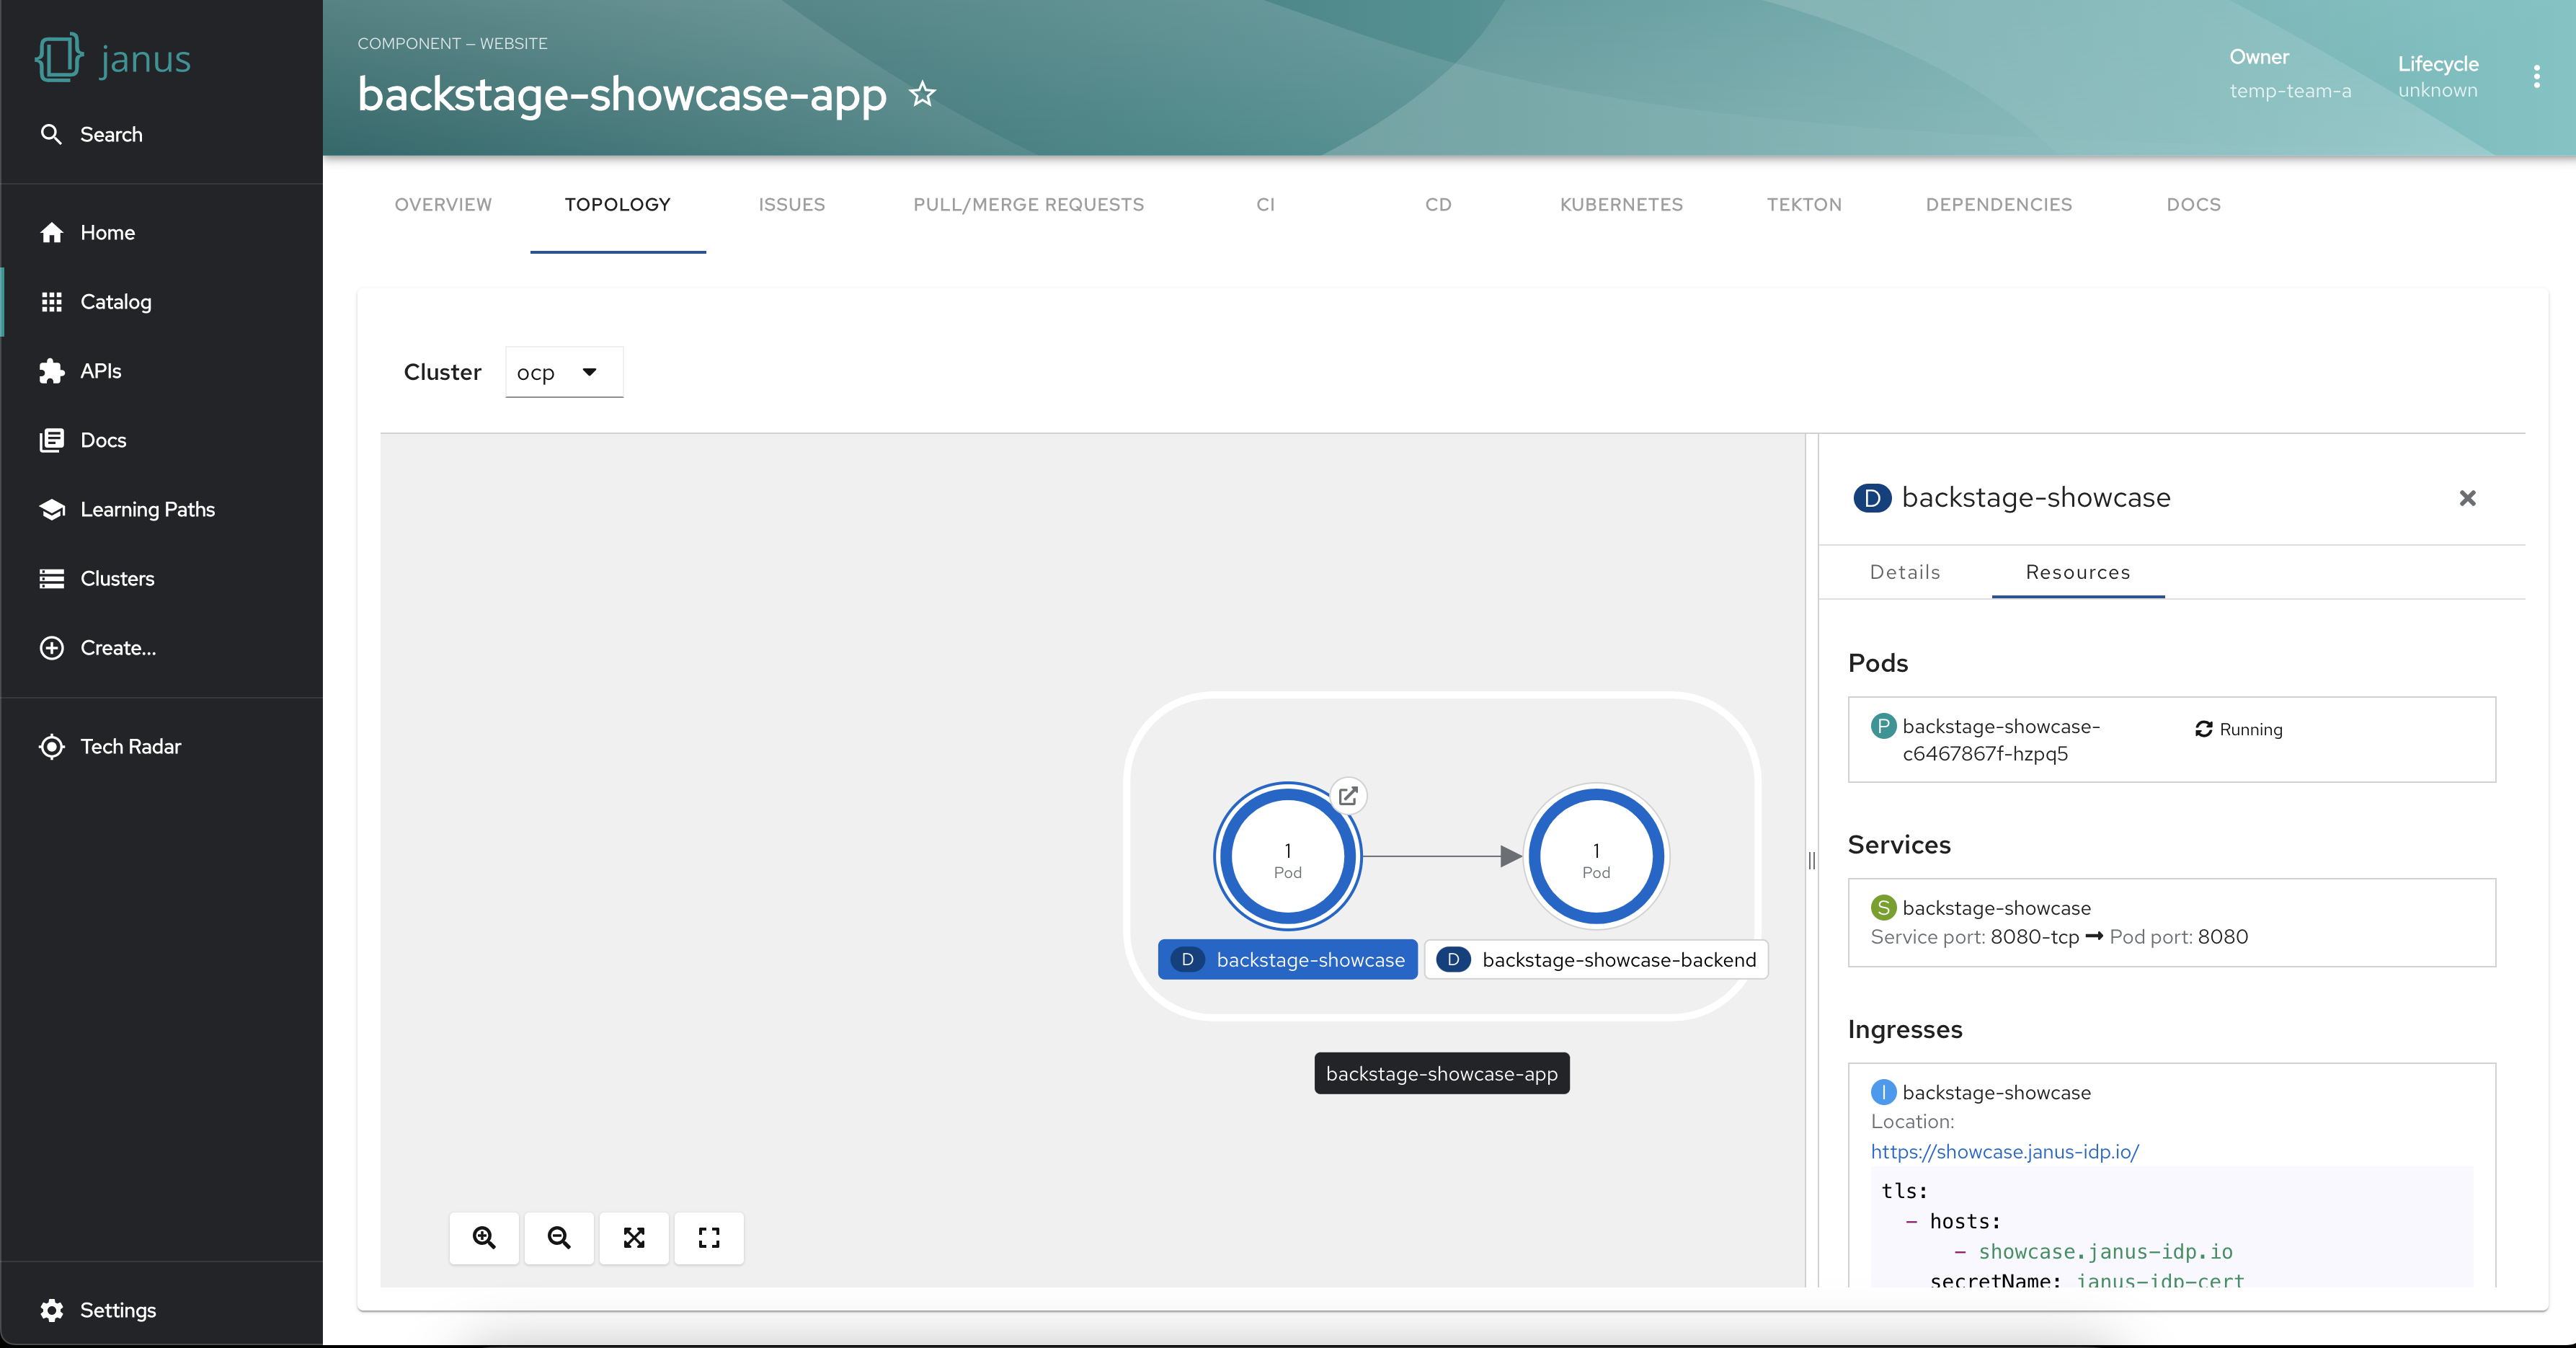 janus
Search
Home
Catalog
APIs
Docs
Learning Paths
Clusters
Create...
Tech Radar
Settings
COMPONENT — WEBSITE
backstage-showcase-app
Owner
temp-team-a
Lifecycle
unknown
OVERVIEW
TOPOLOGY
ISSUES
PULL/MERGE REQUESTS
CI
CD
KUBERNETES
TEKTON
DEPENDENCIES
DOCS
Cluster
ocp
1
Pod
1
Pod
D backstage-showcase
D backstage-showcase-backend
backstage-showcase-app
D backstage-showcase
Details
Resources
Pods
P backstage-showcase-
c6467867f-hzpq5
Running
Services
S backstage-showcase
Service port: 8080-tcp ➞ Pod port: 8080
Ingresses
I backstage-showcase
Location:
https://showcase.janus-idp.io/
tls:
- hosts:
- showcase.janus-idp.io
secretName: janus-idp-cert